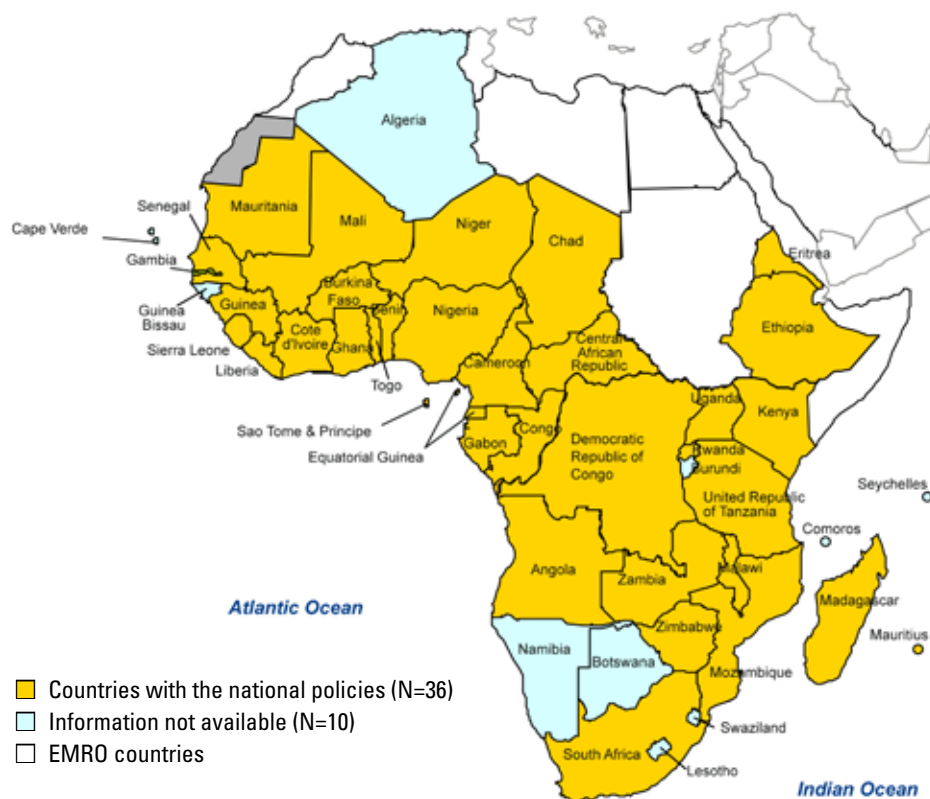 Algeria
Senegal
Mauritania
Mali
Niger
Chad
Cape Verde
Eritrea
Gambia
Burkina
Faso
Benin
Guinea
Bissau
Guinea
Nigeria
Ethiopia
Cote
d'Ivoire
Ghana
Central
African
Republic
Sierra Leone
Cameroon
Liberia
Togo
Uganda
Kenya
Sao Tome & Principe
Congo
Gabon
Democratic
Republic of
Congo
Equatorial Guinea
Rwanda
Burundi
Seychelles
United Republic
of Tanzania
Comoros
Angola
Zambia
Malawi
Madagascar
Atlantic Ocean
Zimbabwe
Mauritius
Namibia
Botswana
Mozambique
Countries with the national policies (N=36)
Information not available (N=10)
Swaziland
EMRO countries
South Africa
Lesotho
Indian Ocean